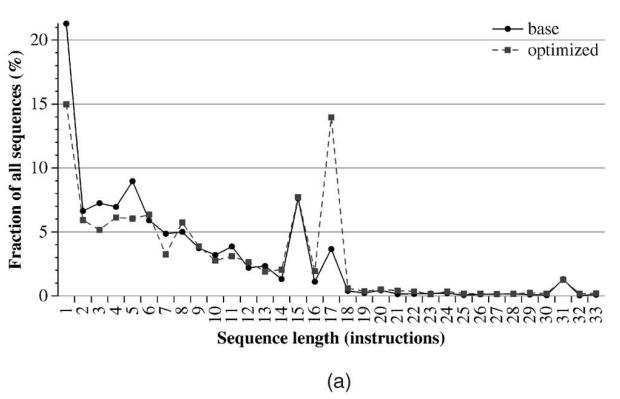 base
optimized
Fraction of all sequences (%)
20
15
10
5
0
1 2 3 4 5 6 7 8 9 10 11 12 13 14 15 16 17 18 19 20 21 22 23 24 25 26 27 28 29 30 31 32 33
Sequence length (instructions)
(a)